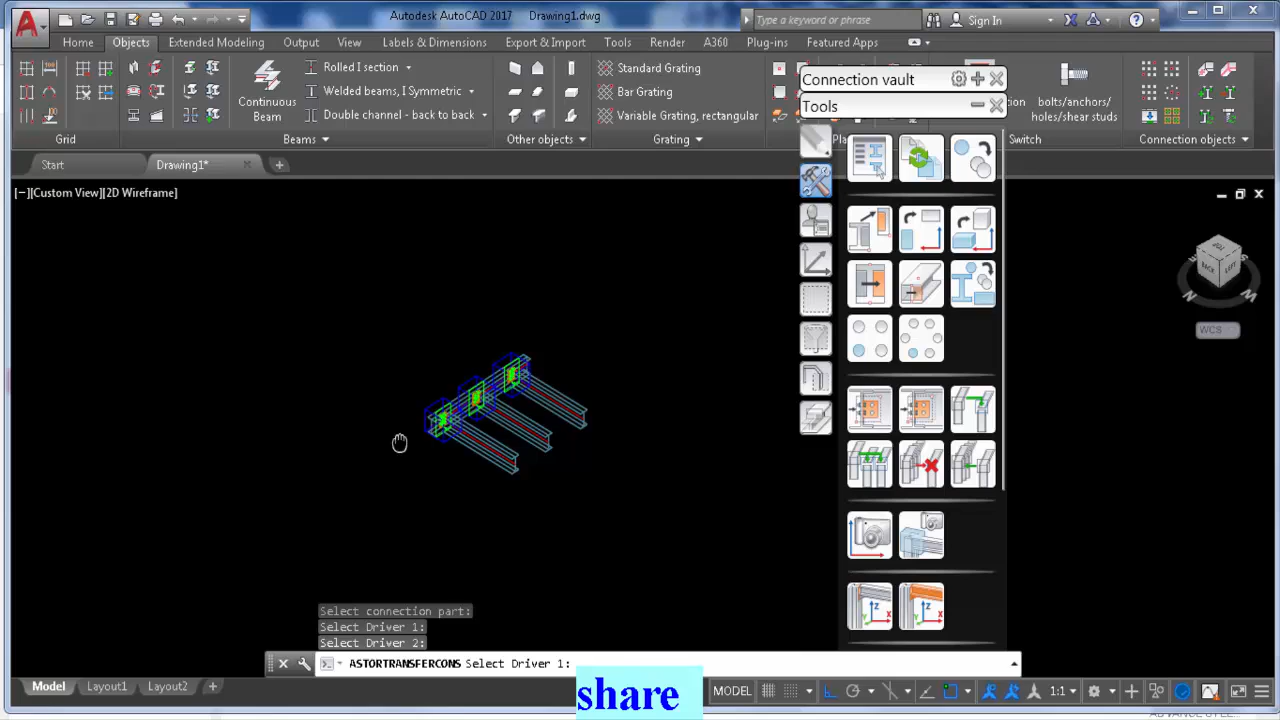 Autodesk AutoCAD 2017 Drawing1.dwg
Type a keyword or phrase
Sign In
Home Objects Extended Modeling Output View Labels & Dimensions Export & Import Tools Render A360 Plug-ins Featured Apps
Rolled I section
Welded beams, I Symmetric
Double channel - back to back
Continuous
Beam
Standard Grating
Bar Grating
Variable Grating, rectangular
bolts/anchors/
holes/shear studs
Grid Beams Other objects Grating Switch Connection objects
Connection vault
Tools
Start Drawing1*
[−][Custom View][2D Wireframe]
TOP
BACK LEFT
N W
WCS
Select connection part:
Select Driver 1:
Select Driver 2:
ASTORTRANSFERCONS Select Driver 1:
Model Layout1 Layout2
MODEL 1:1
share